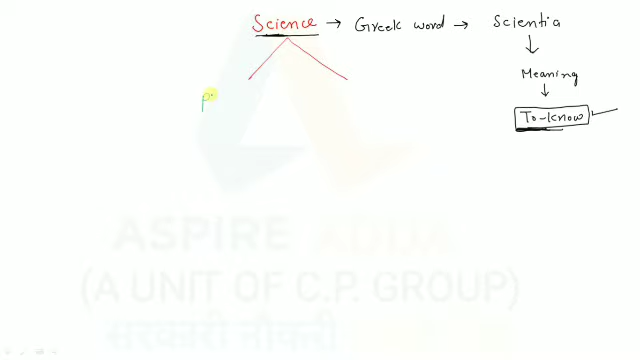 Science → Greek word → Scientia
↓
Meaning
↓
To-know
p
ASPIRE
(A UNIT OF C.P. GROUP)
सरकारी नौकरी